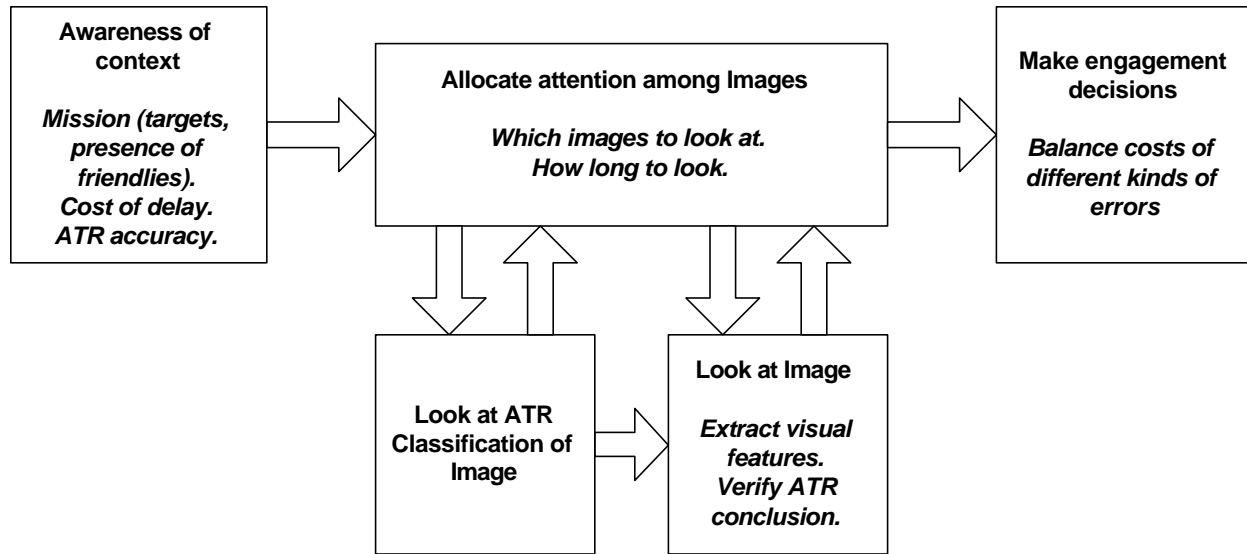 Awareness of
context
Mission (targets,
presence of
friendlies).
Cost of delay.
ATR accuracy.
Allocate attention among Images
Which images to look at.
How long to look.
Make engagement
decisions
Balance costs of
different kinds of
errors
Look at ATR
Classification of
Image
Look at Image
Extract visual
features.
Verify ATR
conclusion.